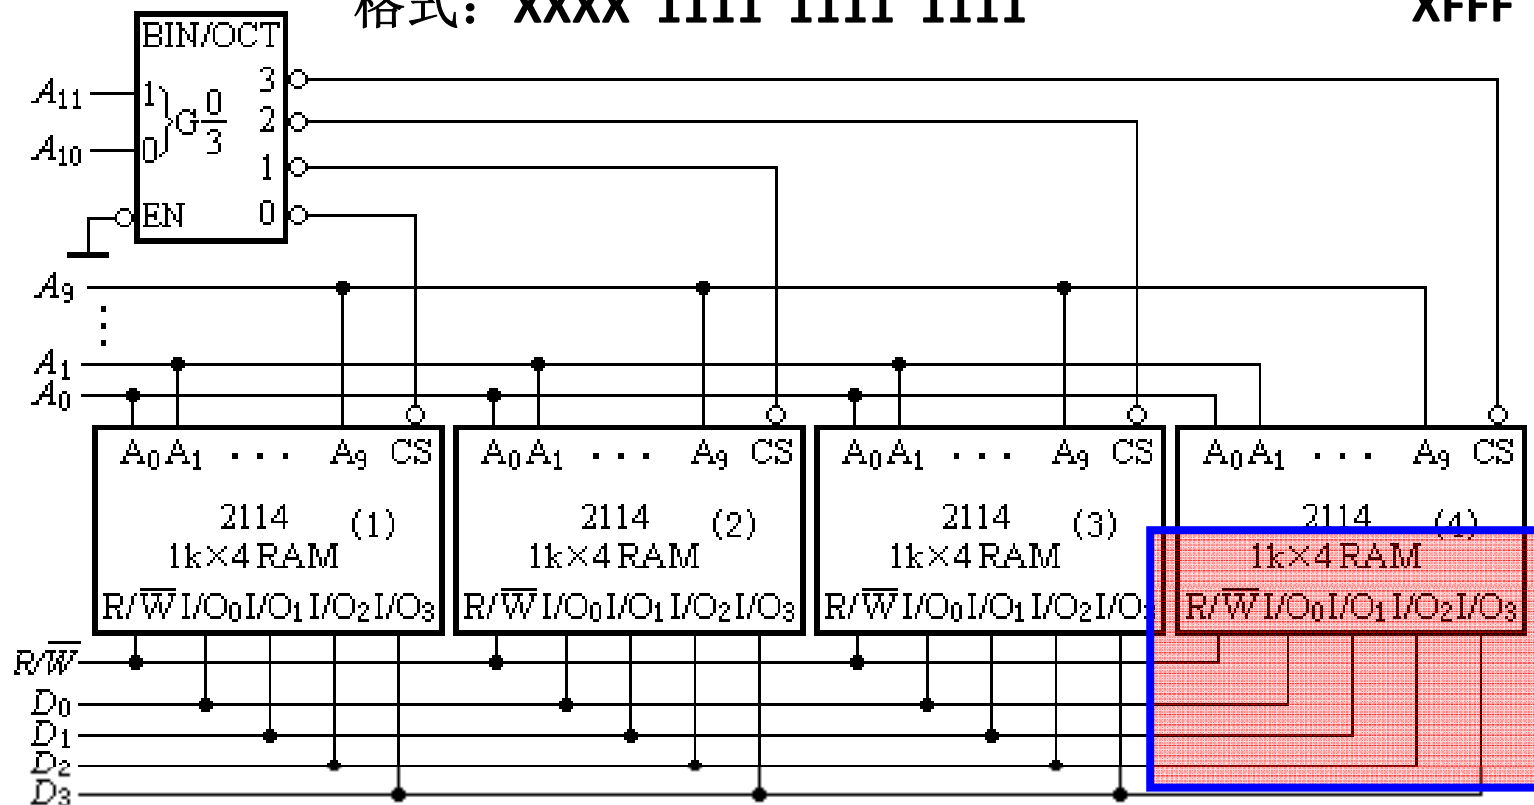 格式：XXXX 1111 1111 1111 XFFF
BIN/OCT
A₁₁ 1 } G 0/3 3
A₁₀ 0 2
1
EN 0
A₉
⋮
A₁
A₀
A₀ A₁ · · · A₉ CS A₀ A₁ · · · A₉ CS A₀ A₁ · · · A₉ CS A₀ A₁ · · · A₉ CS
2114 (1) 2114 (2) 2114 (3) 2114 (4)
1k×4 RAM 1k×4 RAM 1k×4 RAM 1k×4 RAM
R/W̅ I/O₀ I/O₁ I/O₂ I/O₃ R/W̅ I/O₀ I/O₁ I/O₂ I/O₃ R/W̅ I/O₀ I/O₁ I/O₂ I/O R/W̅ I/O₀ I/O₁ I/O₂ I/O₃
R/W̅
D₀
D₁
D₂
D₃